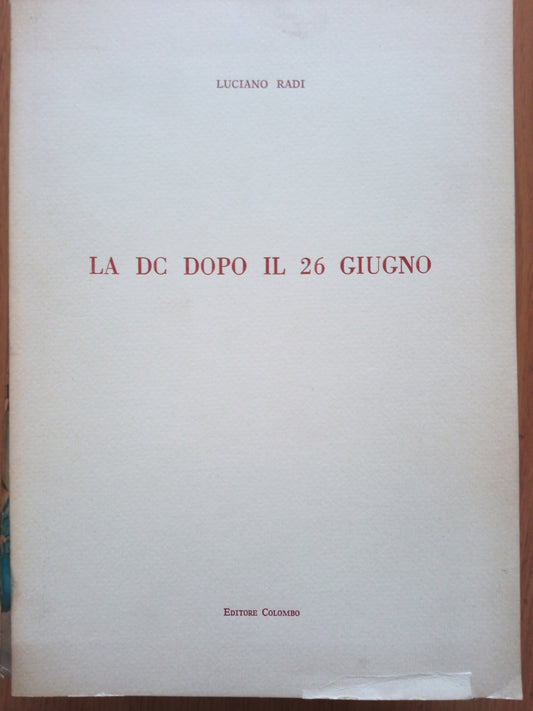 LUCIANO RADI
LA DC DOPO IL 26 GIUGNO
EDITORE COLOMBO